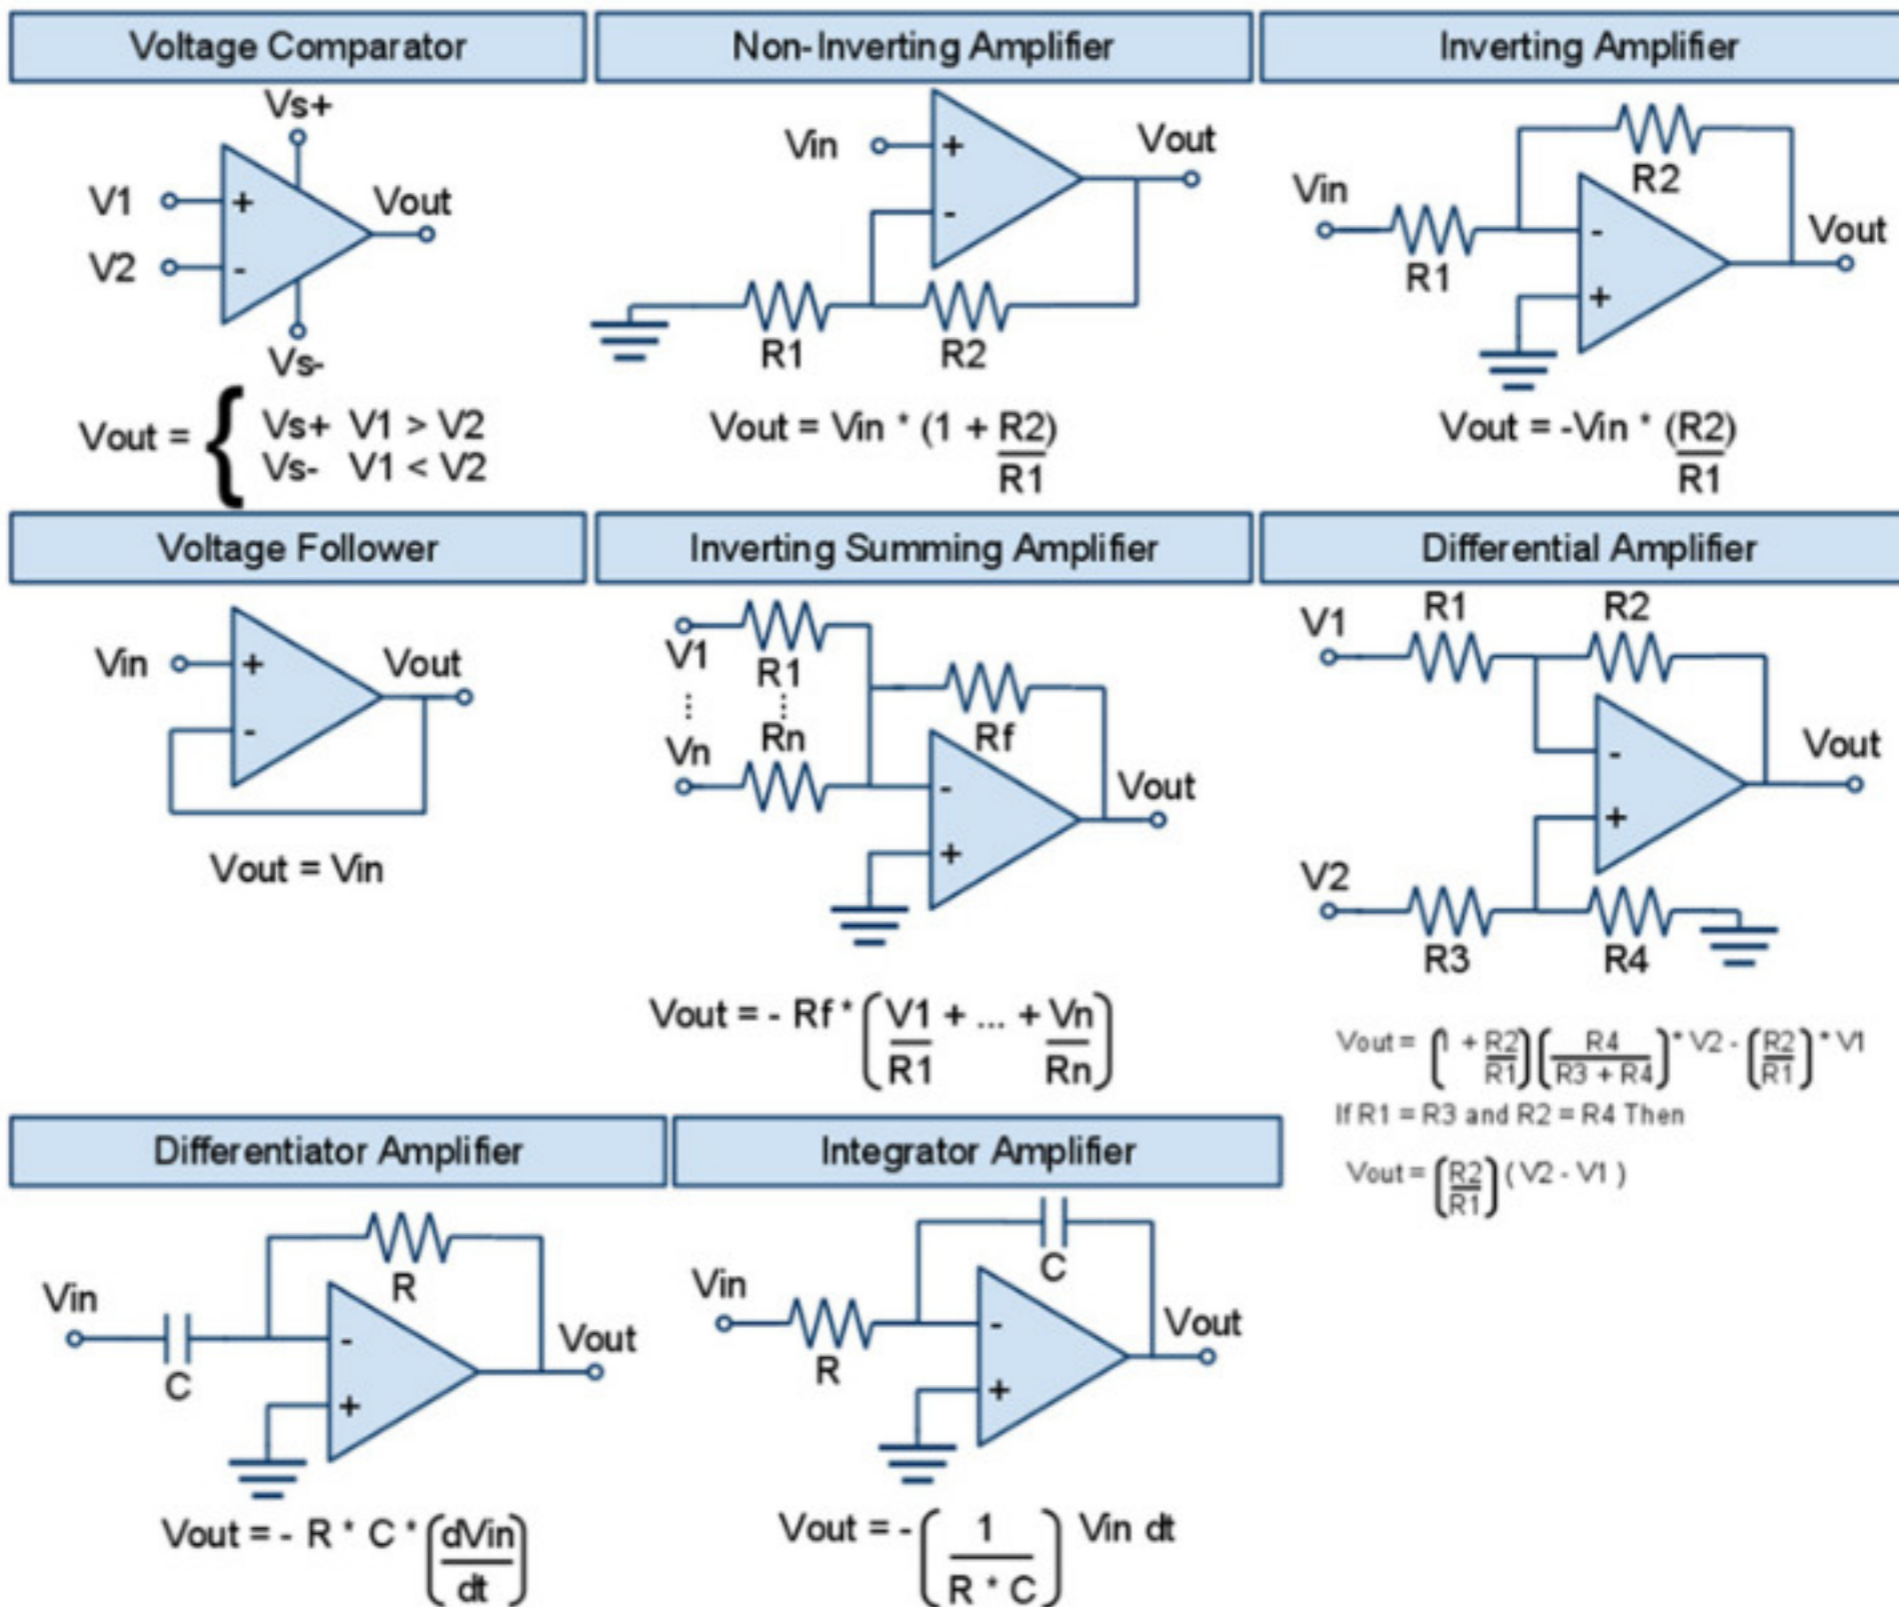 Voltage Comparator
Vs+
V1
+
Vout
V2
-
Vs-
Vout = { Vs+ V1 > V2
Vs- V1 < V2
Non-Inverting Amplifier
Vin
+
Vout
-
R1
R2
Vout = Vin * (1 + R2)
R1
Inverting Amplifier
R2
Vin
R1
-
Vout
+
Vout = -Vin * (R2)
R1
Voltage Follower
Vin
+
Vout
-
Vout = Vin
Inverting Summing Amplifier
V1
R1
Rn
Vn
Rf
-
Vout
+
Vout = - Rf * ( V1 + ... + Vn )
R1 Rn
Differential Amplifier
V1
R1
R2
-
Vout
+
V2
R3
R4
Vout = ( 1 + R2 ) ( R4 ) * V2 - ( R2 ) * V1
R1 R3 + R4 R1
If R1 = R3 and R2 = R4 Then
Vout = ( R2 ) ( V2 - V1 )
R1
Differentiator Amplifier
R
Vin
C
-
Vout
+
Vout = - R * C * ( dVin )
dt
Integrator Amplifier
C
Vin
R
-
Vout
+
Vout = - ( 1 ) Vin dt
R * C